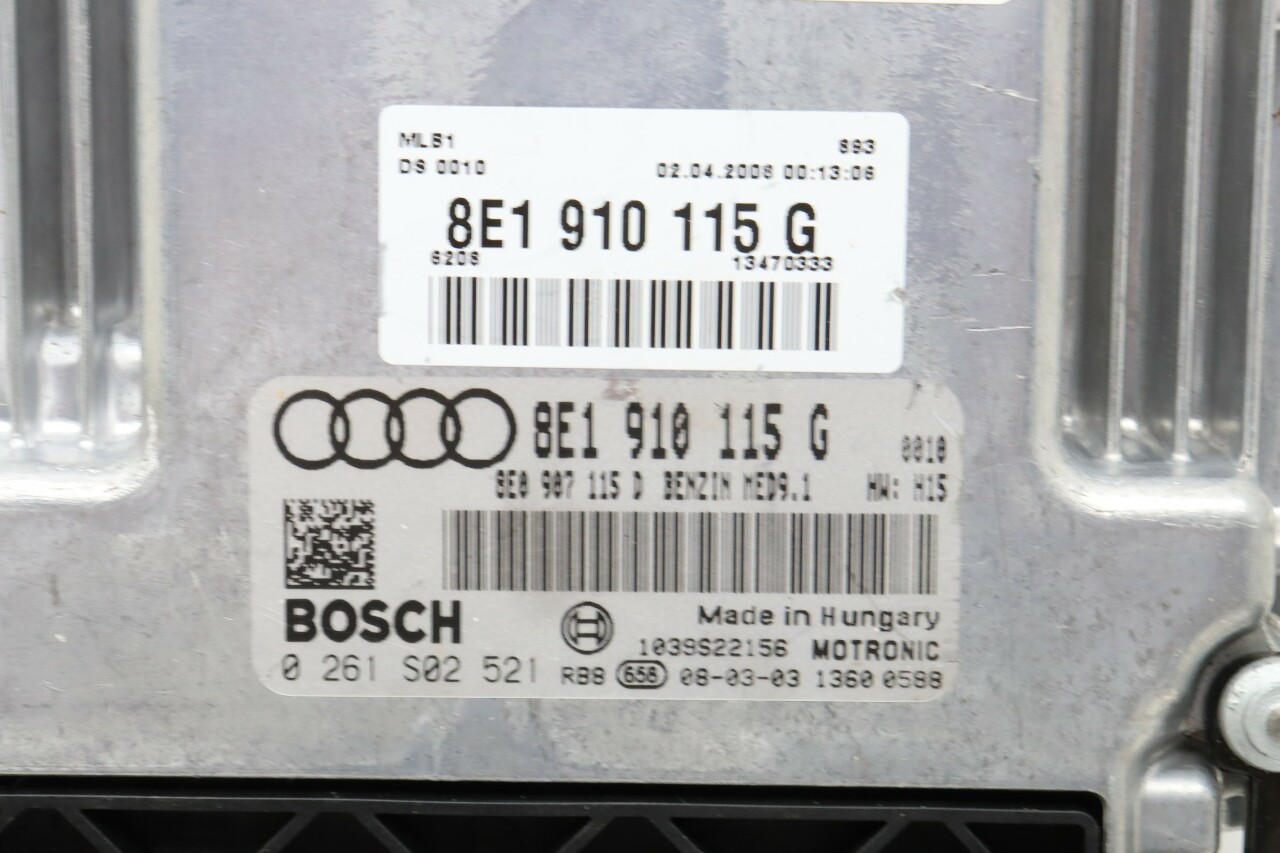 MLB1 893
DS 0010 02.04.2008 00:13:06
8E1 910 115 G
6208 13470333
8E1 910 115 G 0010
8E0 907 115 D BENZIN MED9.1 HW: H15
BOSCH Made in Hungary
1039S22156 MOTRONIC
0 261 S02 521 RB8 658 08-03-03 1360 0588